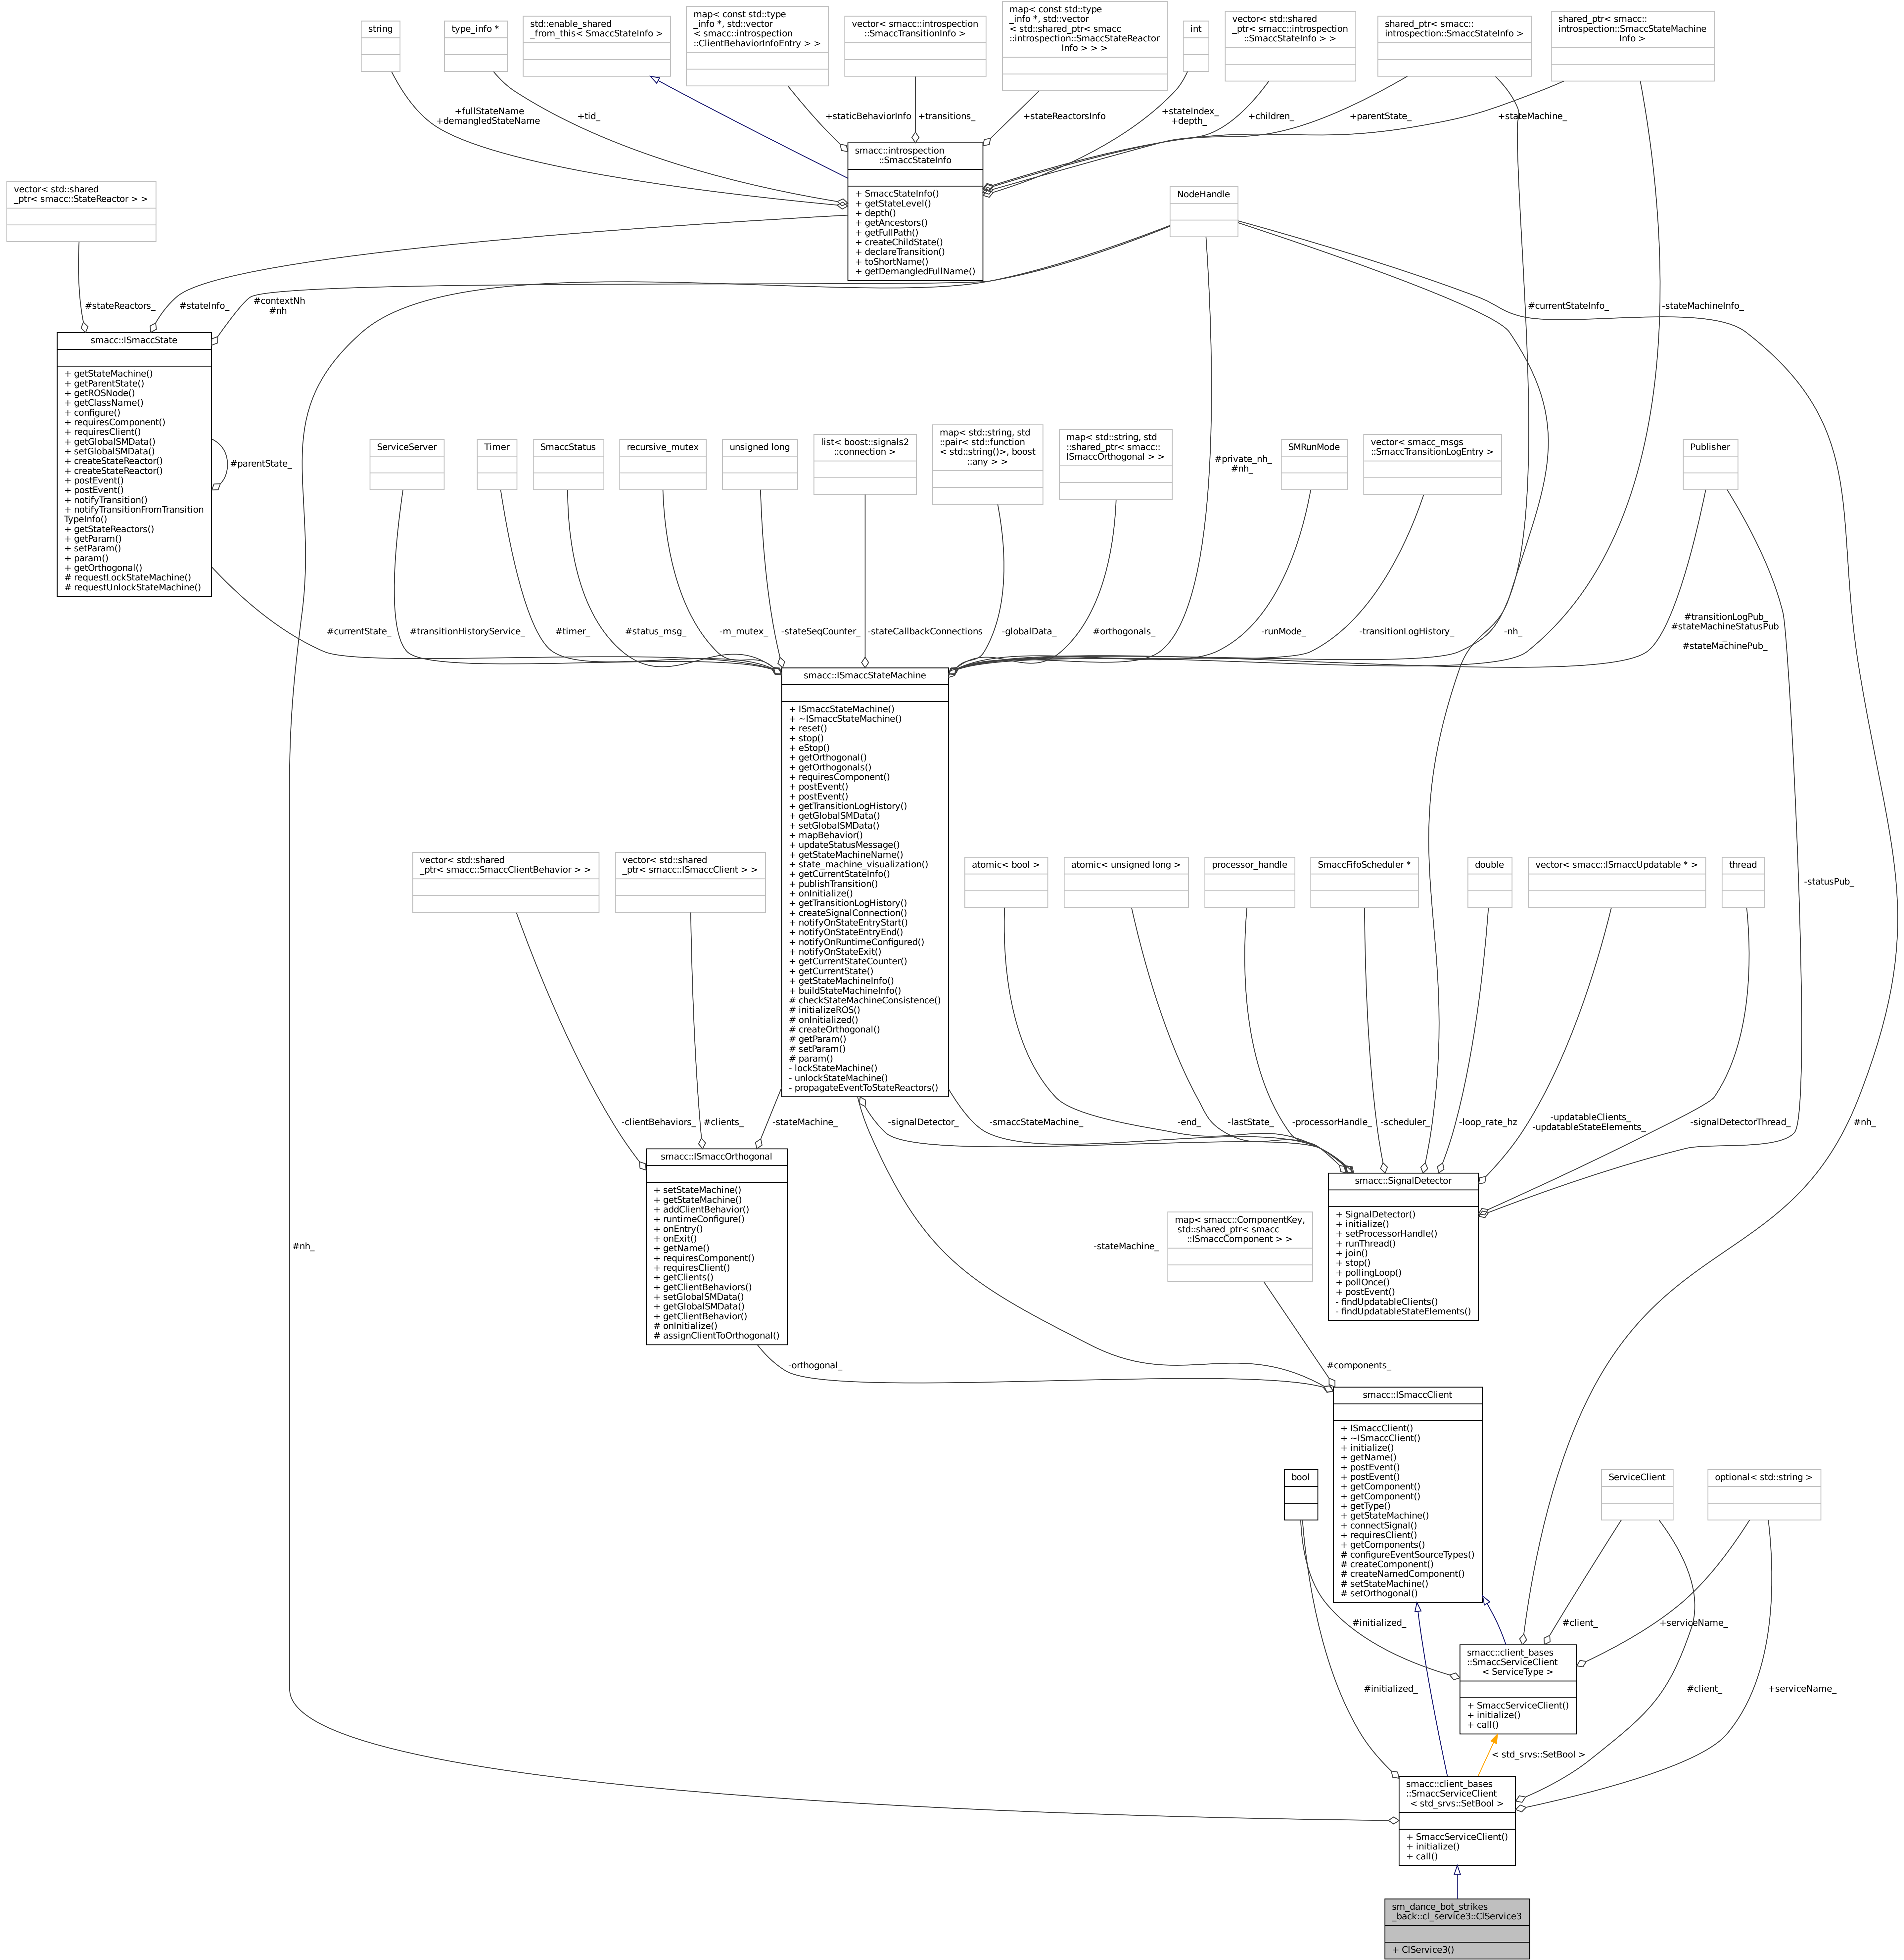 string
type_info *
std::enable_shared
_from_this< SmaccStateInfo >
map< const std::type
_info *, std::vector
< smacc::introspection
::ClientBehaviorInfoEntry > >
vector< smacc::introspection
::SmaccTransitionInfo >
map< const std::type
_info *, std::vector
< std::shared_ptr< smacc
::introspection::SmaccStateReactor
Info > > >
int
vector< std::shared
_ptr< smacc::introspection
::SmaccStateInfo > >
shared_ptr< smacc::
introspection::SmaccStateInfo >
shared_ptr< smacc::
introspection::SmaccStateMachine
Info >
+fullStateName
+demangledStateName
+tid_
+staticBehaviorInfo
+transitions_
+stateReactorsInfo
+stateIndex_
+depth_
+children_
+parentState_
+stateMachine_
smacc::introspection
::SmaccStateInfo
+ SmaccStateInfo()
+ getStateLevel()
+ depth()
+ getAncestors()
+ getFullPath()
+ createChildState()
+ declareTransition()
+ toShortName()
+ getDemangledFullName()
vector< std::shared
_ptr< smacc::StateReactor > >
NodeHandle
#stateReactors_
#stateInfo_
#contextNh
#nh
#currentStateInfo_
-stateMachineInfo_
smacc::ISmaccState
+ getStateMachine()
+ getParentState()
+ getROSNode()
+ getClassName()
+ configure()
+ requiresComponent()
+ requiresClient()
+ getGlobalSMData()
+ setGlobalSMData()
+ createStateReactor()
+ createStateReactor()
+ postEvent()
+ postEvent()
+ notifyTransition()
+ notifyTransitionFromTransition
TypeInfo()
+ getStateReactors()
+ getParam()
+ setParam()
+ param()
+ getOrthogonal()
# requestLockStateMachine()
# requestUnlockStateMachine()
#parentState_
ServiceServer
Timer
SmaccStatus
recursive_mutex
unsigned long
list< boost::signals2
::connection >
map< std::string, std
::pair< std::function
< std::string()>, boost
::any > >
map< std::string, std
::shared_ptr< smacc::
ISmaccOrthogonal > >
#private_nh_
#nh_
SMRunMode
vector< smacc_msgs
::SmaccTransitionLogEntry >
Publisher
#currentState_
#transitionHistoryService_
#timer_
#status_msg_
-m_mutex_
-stateSeqCounter_
-stateCallbackConnections
-globalData_
#orthogonals_
-runMode_
-transitionLogHistory_
-nh_
#transitionLogPub_
#stateMachineStatusPub
_
#stateMachinePub_
smacc::ISmaccStateMachine
+ ISmaccStateMachine()
+ ~ISmaccStateMachine()
+ reset()
+ stop()
+ eStop()
+ getOrthogonal()
+ getOrthogonals()
+ requiresComponent()
+ postEvent()
+ postEvent()
+ getTransitionLogHistory()
+ getGlobalSMData()
+ setGlobalSMData()
+ mapBehavior()
+ updateStatusMessage()
+ getStateMachineName()
+ state_machine_visualization()
+ getCurrentStateInfo()
+ publishTransition()
+ onInitialize()
+ getTransitionLogHistory()
+ createSignalConnection()
+ notifyOnStateEntryStart()
+ notifyOnStateEntryEnd()
+ notifyOnRuntimeConfigured()
+ notifyOnStateExit()
+ getCurrentStateCounter()
+ getCurrentState()
+ getStateMachineInfo()
+ buildStateMachineInfo()
# checkStateMachineConsistence()
# initializeROS()
# onInitialized()
# createOrthogonal()
# getParam()
# setParam()
# param()
- lockStateMachine()
- unlockStateMachine()
- propagateEventToStateReactors()
vector< std::shared
_ptr< smacc::SmaccClientBehavior > >
vector< std::shared
_ptr< smacc::ISmaccClient > >
atomic< bool >
atomic< unsigned long >
processor_handle
SmaccFifoScheduler *
double
vector< smacc::ISmaccUpdatable * >
thread
-statusPub_
-clientBehaviors_
#clients_
-stateMachine_
-signalDetector_
-smaccStateMachine_
-end_
-lastState_
-processorHandle_
-scheduler_
-loop_rate_hz
-updatableClients_
-updatableStateElements_
-signalDetectorThread_
#nh_
smacc::ISmaccOrthogonal
+ setStateMachine()
+ getStateMachine()
+ addClientBehavior()
+ runtimeConfigure()
+ onEntry()
+ onExit()
+ getName()
+ requiresComponent()
+ requiresClient()
+ getClients()
+ getClientBehaviors()
+ setGlobalSMData()
+ getGlobalSMData()
+ getClientBehavior()
# onInitialize()
# assignClientToOrthogonal()
smacc::SignalDetector
+ SignalDetector()
+ initialize()
+ setProcessorHandle()
+ runThread()
+ join()
+ stop()
+ pollingLoop()
+ pollOnce()
+ postEvent()
- findUpdatableClients()
- findUpdatableStateElements()
#nh_
-stateMachine_
map< smacc::ComponentKey,
std::shared_ptr< smacc
::ISmaccComponent > >
-orthogonal_
#components_
smacc::ISmaccClient
+ ISmaccClient()
+ ~ISmaccClient()
+ initialize()
+ getName()
+ postEvent()
+ postEvent()
+ getComponent()
+ getComponent()
+ getType()
+ getStateMachine()
+ connectSignal()
+ requiresClient()
+ getComponents()
# configureEventSourceTypes()
# createComponent()
# createNamedComponent()
# setStateMachine()
# setOrthogonal()
bool
ServiceClient
optional< std::string >
#initialized_
#client_
+serviceName_
smacc::client_bases
::SmaccServiceClient
< ServiceType >
+ SmaccServiceClient()
+ initialize()
+ call()
#initialized_
#client_
+serviceName_
< std_srvs::SetBool >
smacc::client_bases
::SmaccServiceClient
< std_srvs::SetBool >
+ SmaccServiceClient()
+ initialize()
+ call()
sm_dance_bot_strikes
_back::cl_service3::ClService3
+ ClService3()